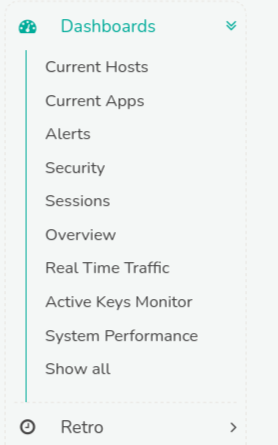 Dashboards
Current Hosts
Current Apps
Alerts
Security
Sessions
Overview
Real Time Traffic
Active Keys Monitor
System Performance
Show all
Retro